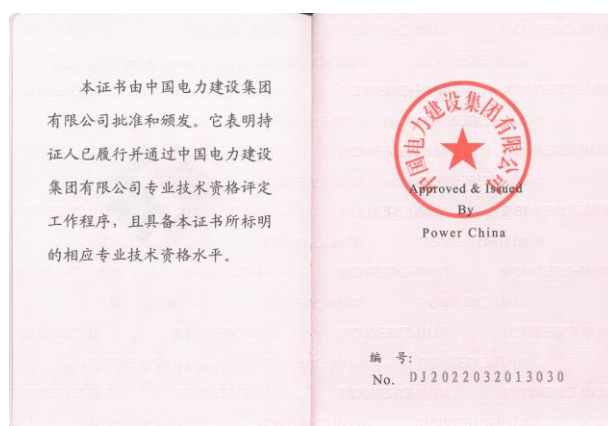 本证书由中国电力建设集团
有限公司批准和颁发。它表明持
证人已履行并通过中国电力建设
集团有限公司专业技术资格评定
工作程序，且具备本证书所标明
的相应专业技术资格水平。
中国电力建设集团有限公司
Approved & Issued
By
Power China
编 号:
No. DJ2022032013030